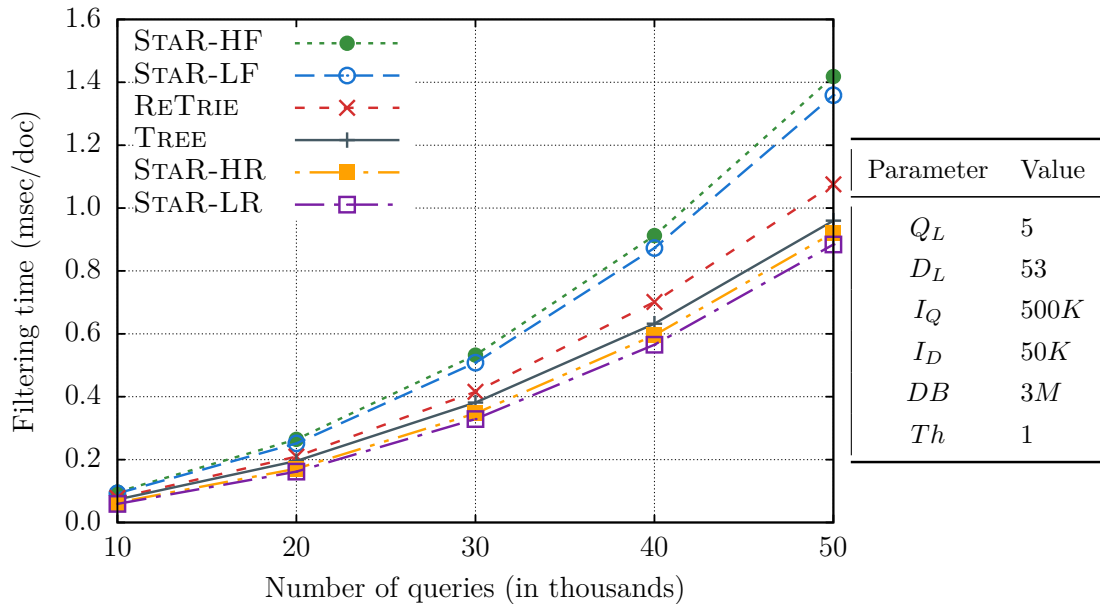 1.6
1.4
1.2
1.0
0.8
0.6
0.4
0.2
0.0
Filtering time (msec/doc)
STAR-HF
STAR-LF
RETRIE
TREE
STAR-HR
STAR-LR
10 20 30 40 50
Number of queries (in thousands)
Parameter Value
Q_L 5
D_L 53
I_Q 500K
I_D 50K
DB 3M
Th 1